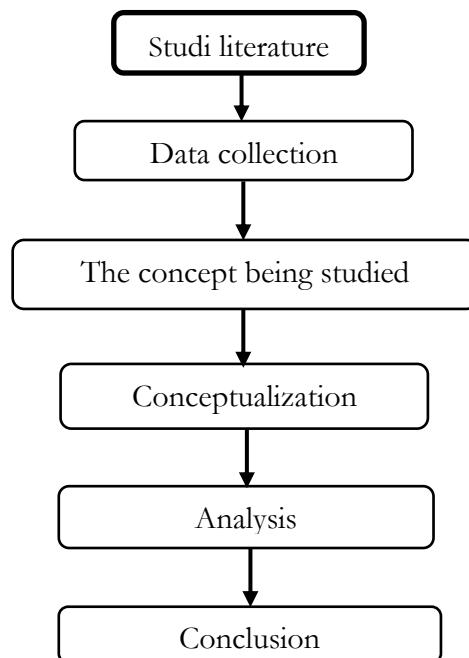 Studi literature
Data collection
The concept being studied
Conceptualization
Analysis
Conclusion